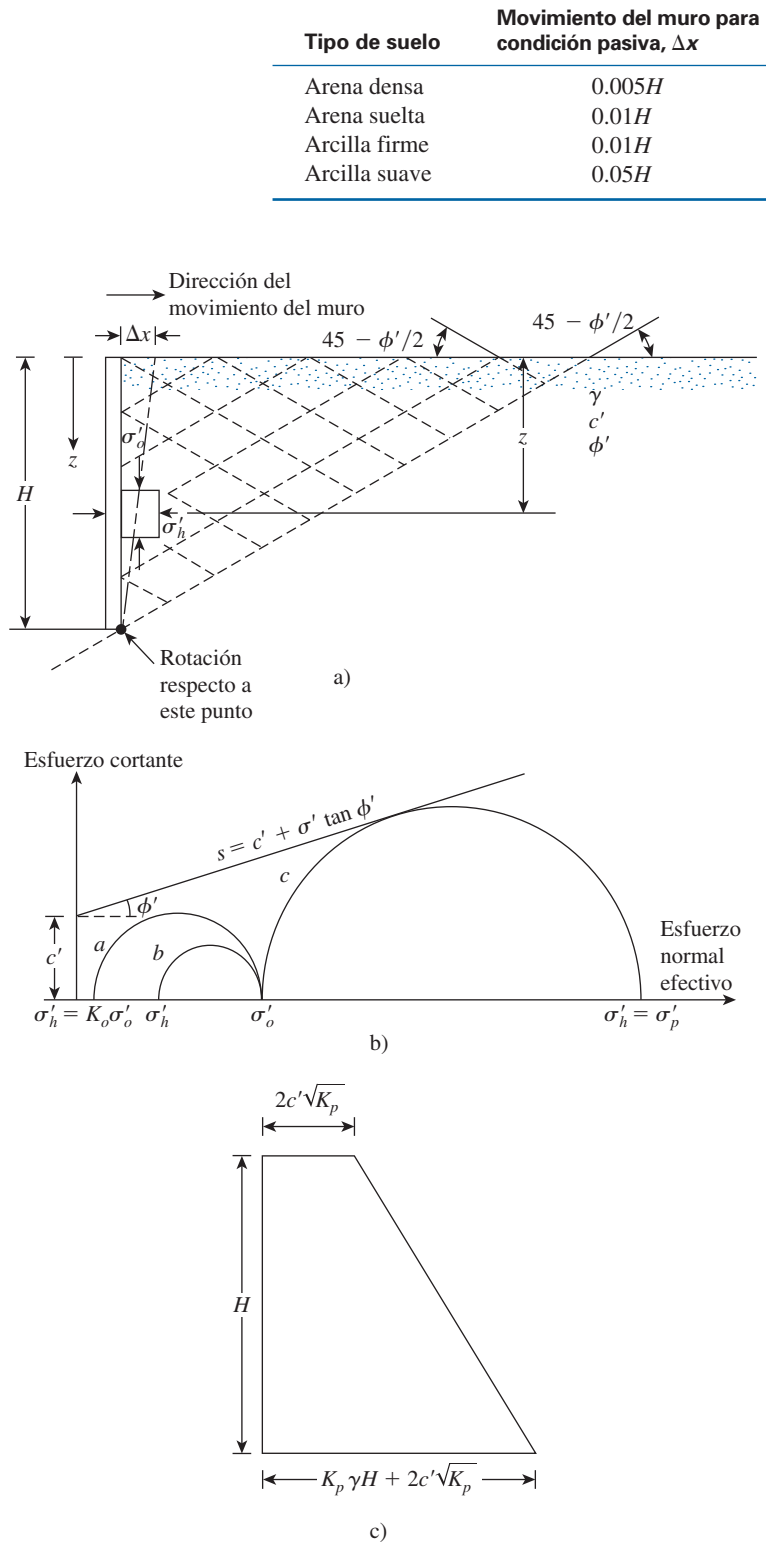 Tipo de suelo
Movimiento del muro para
condición pasiva, Δx
Arena densa 0.005H
Arena suelta 0.01H
Arcilla firme 0.01H
Arcilla suave 0.05H
Dirección del
movimiento del muro
Δx
45 − ϕ′/2
45 − ϕ′/2
γ
c′
ϕ′
z
z
H
σ′o
σ′h
Rotación
respecto a
este punto
a)
Esfuerzo cortante
s = c′ + σ′ tan ϕ′
c
ϕ′
a
b
c′
Esfuerzo
normal
efectivo
σ′h = Koσ′o σ′h σ′o σ′h = σ′p
b)
2c′√Kp
H
Kp γH + 2c′√Kp
c)